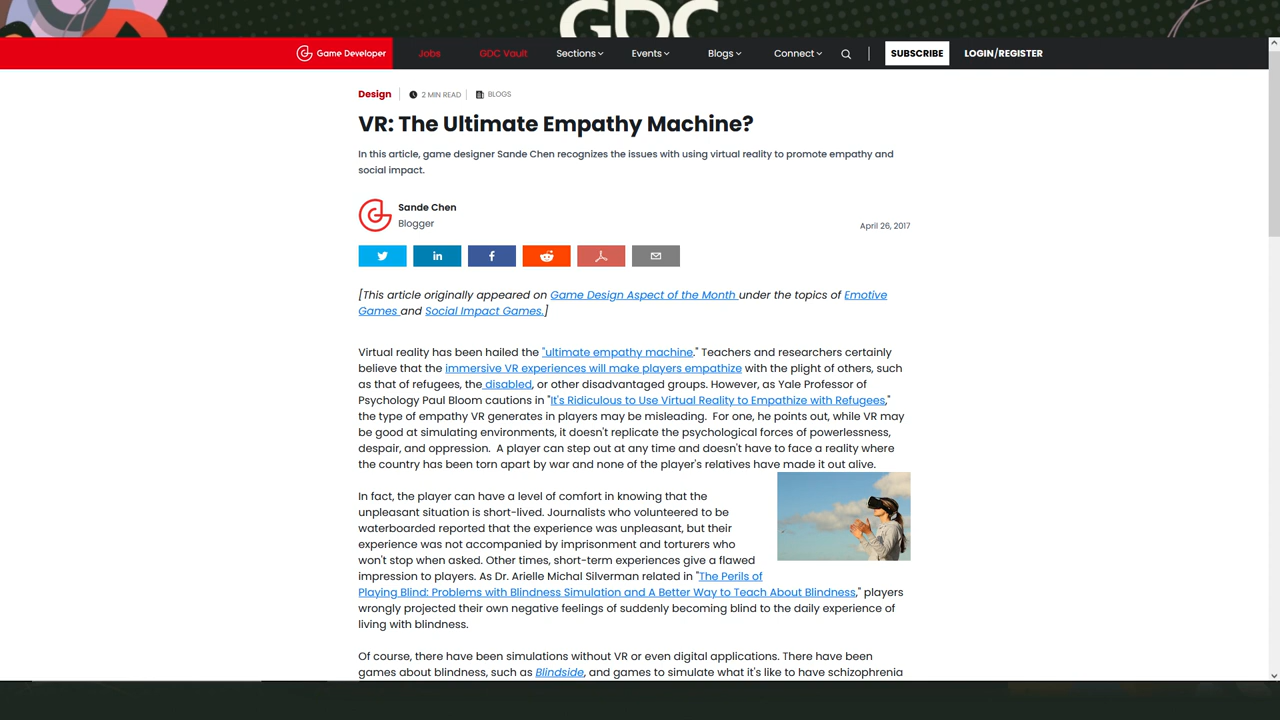 GDC
Game Developer
Jobs
GDC Vault
Sections
Events
Blogs
Connect
SUBSCRIBE
LOGIN/REGISTER
Design
2 MIN READ
BLOGS
VR: The Ultimate Empathy Machine?
In this article, game designer Sande Chen recognizes the issues with using virtual reality to promote empathy and
social impact.
Sande Chen
Blogger
April 26, 2017
in
f
[This article originally appeared on Game Design Aspect of the Month under the topics of Emotive
Games and Social Impact Games.]
Virtual reality has been hailed the "ultimate empathy machine." Teachers and researchers certainly
believe that the immersive VR experiences will make players empathize with the plight of others, such
as that of refugees, the disabled, or other disadvantaged groups. However, as Yale Professor of
Psychology Paul Bloom cautions in "It's Ridiculous to Use Virtual Reality to Empathize with Refugees,"
the type of empathy VR generates in players may be misleading. For one, he points out, while VR may
be good at simulating environments, it doesn't replicate the psychological forces of powerlessness,
despair, and oppression. A player can step out at any time and doesn't have to face a reality where
the country has been torn apart by war and none of the player's relatives have made it out alive.
In fact, the player can have a level of comfort in knowing that the
unpleasant situation is short-lived. Journalists who volunteered to be
waterboarded reported that the experience was unpleasant, but their
experience was not accompanied by imprisonment and torturers who
won't stop when asked. Other times, short-term experiences give a flawed
impression to players. As Dr. Arielle Michal Silverman related in "The Perils of
Playing Blind: Problems with Blindness Simulation and A Better Way to Teach About Blindness," players
wrongly projected their own negative feelings of suddenly becoming blind to the daily experience of
living with blindness.
Of course, there have been simulations without VR or even digital applications. There have been
games about blindness, such as Blindside, and games to simulate what it's like to have schizophrenia